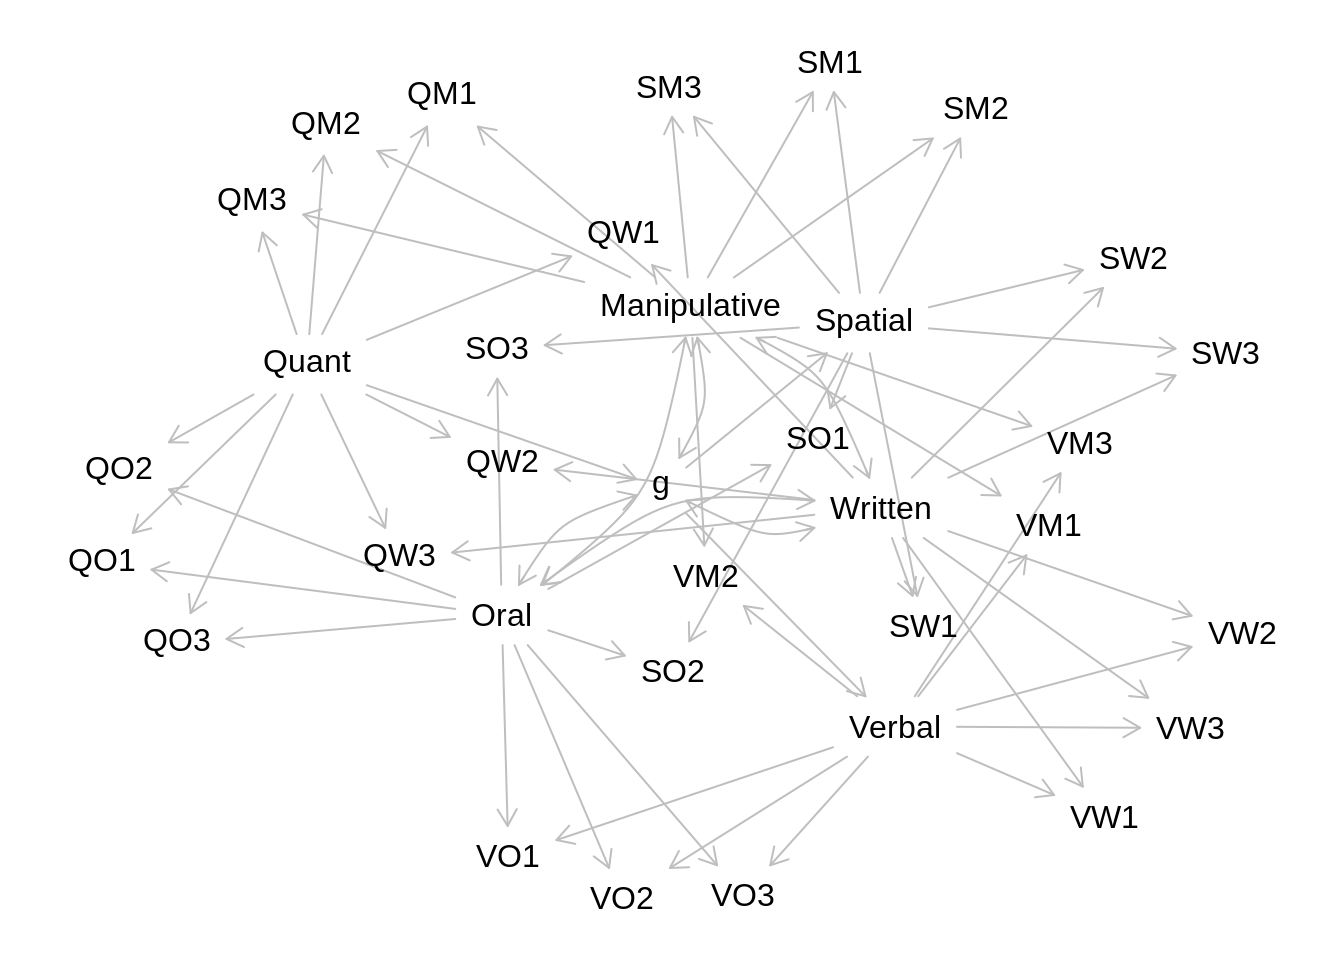 SM1
SM3
QM1
SM2
QM2
QM3
QW1
SW2
Manipulative
Spatial
SO3
SW3
Quant
SO1
VM3
QW2
QO2
g
Written
VM1
QW3
QO1
VM2
Oral
SW1
VW2
QO3
SO2
Verbal
VW3
VW1
VO1
VO3
VO2